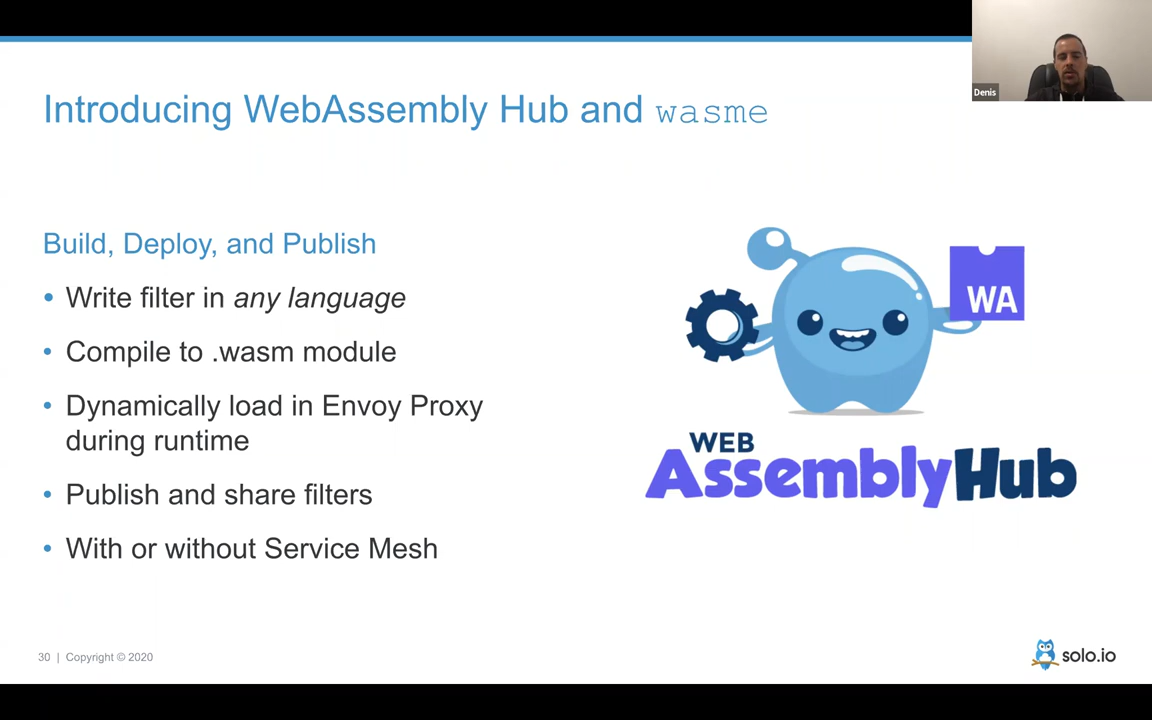 Denis
Introducing WebAssembly Hub and wasme
Build, Deploy, and Publish
• Write filter in any language
• Compile to .wasm module
• Dynamically load in Envoy Proxy
during runtime
• Publish and share filters
• With or without Service Mesh
WA
WEB
AssemblyHub
30 | Copyright © 2020
solo.io